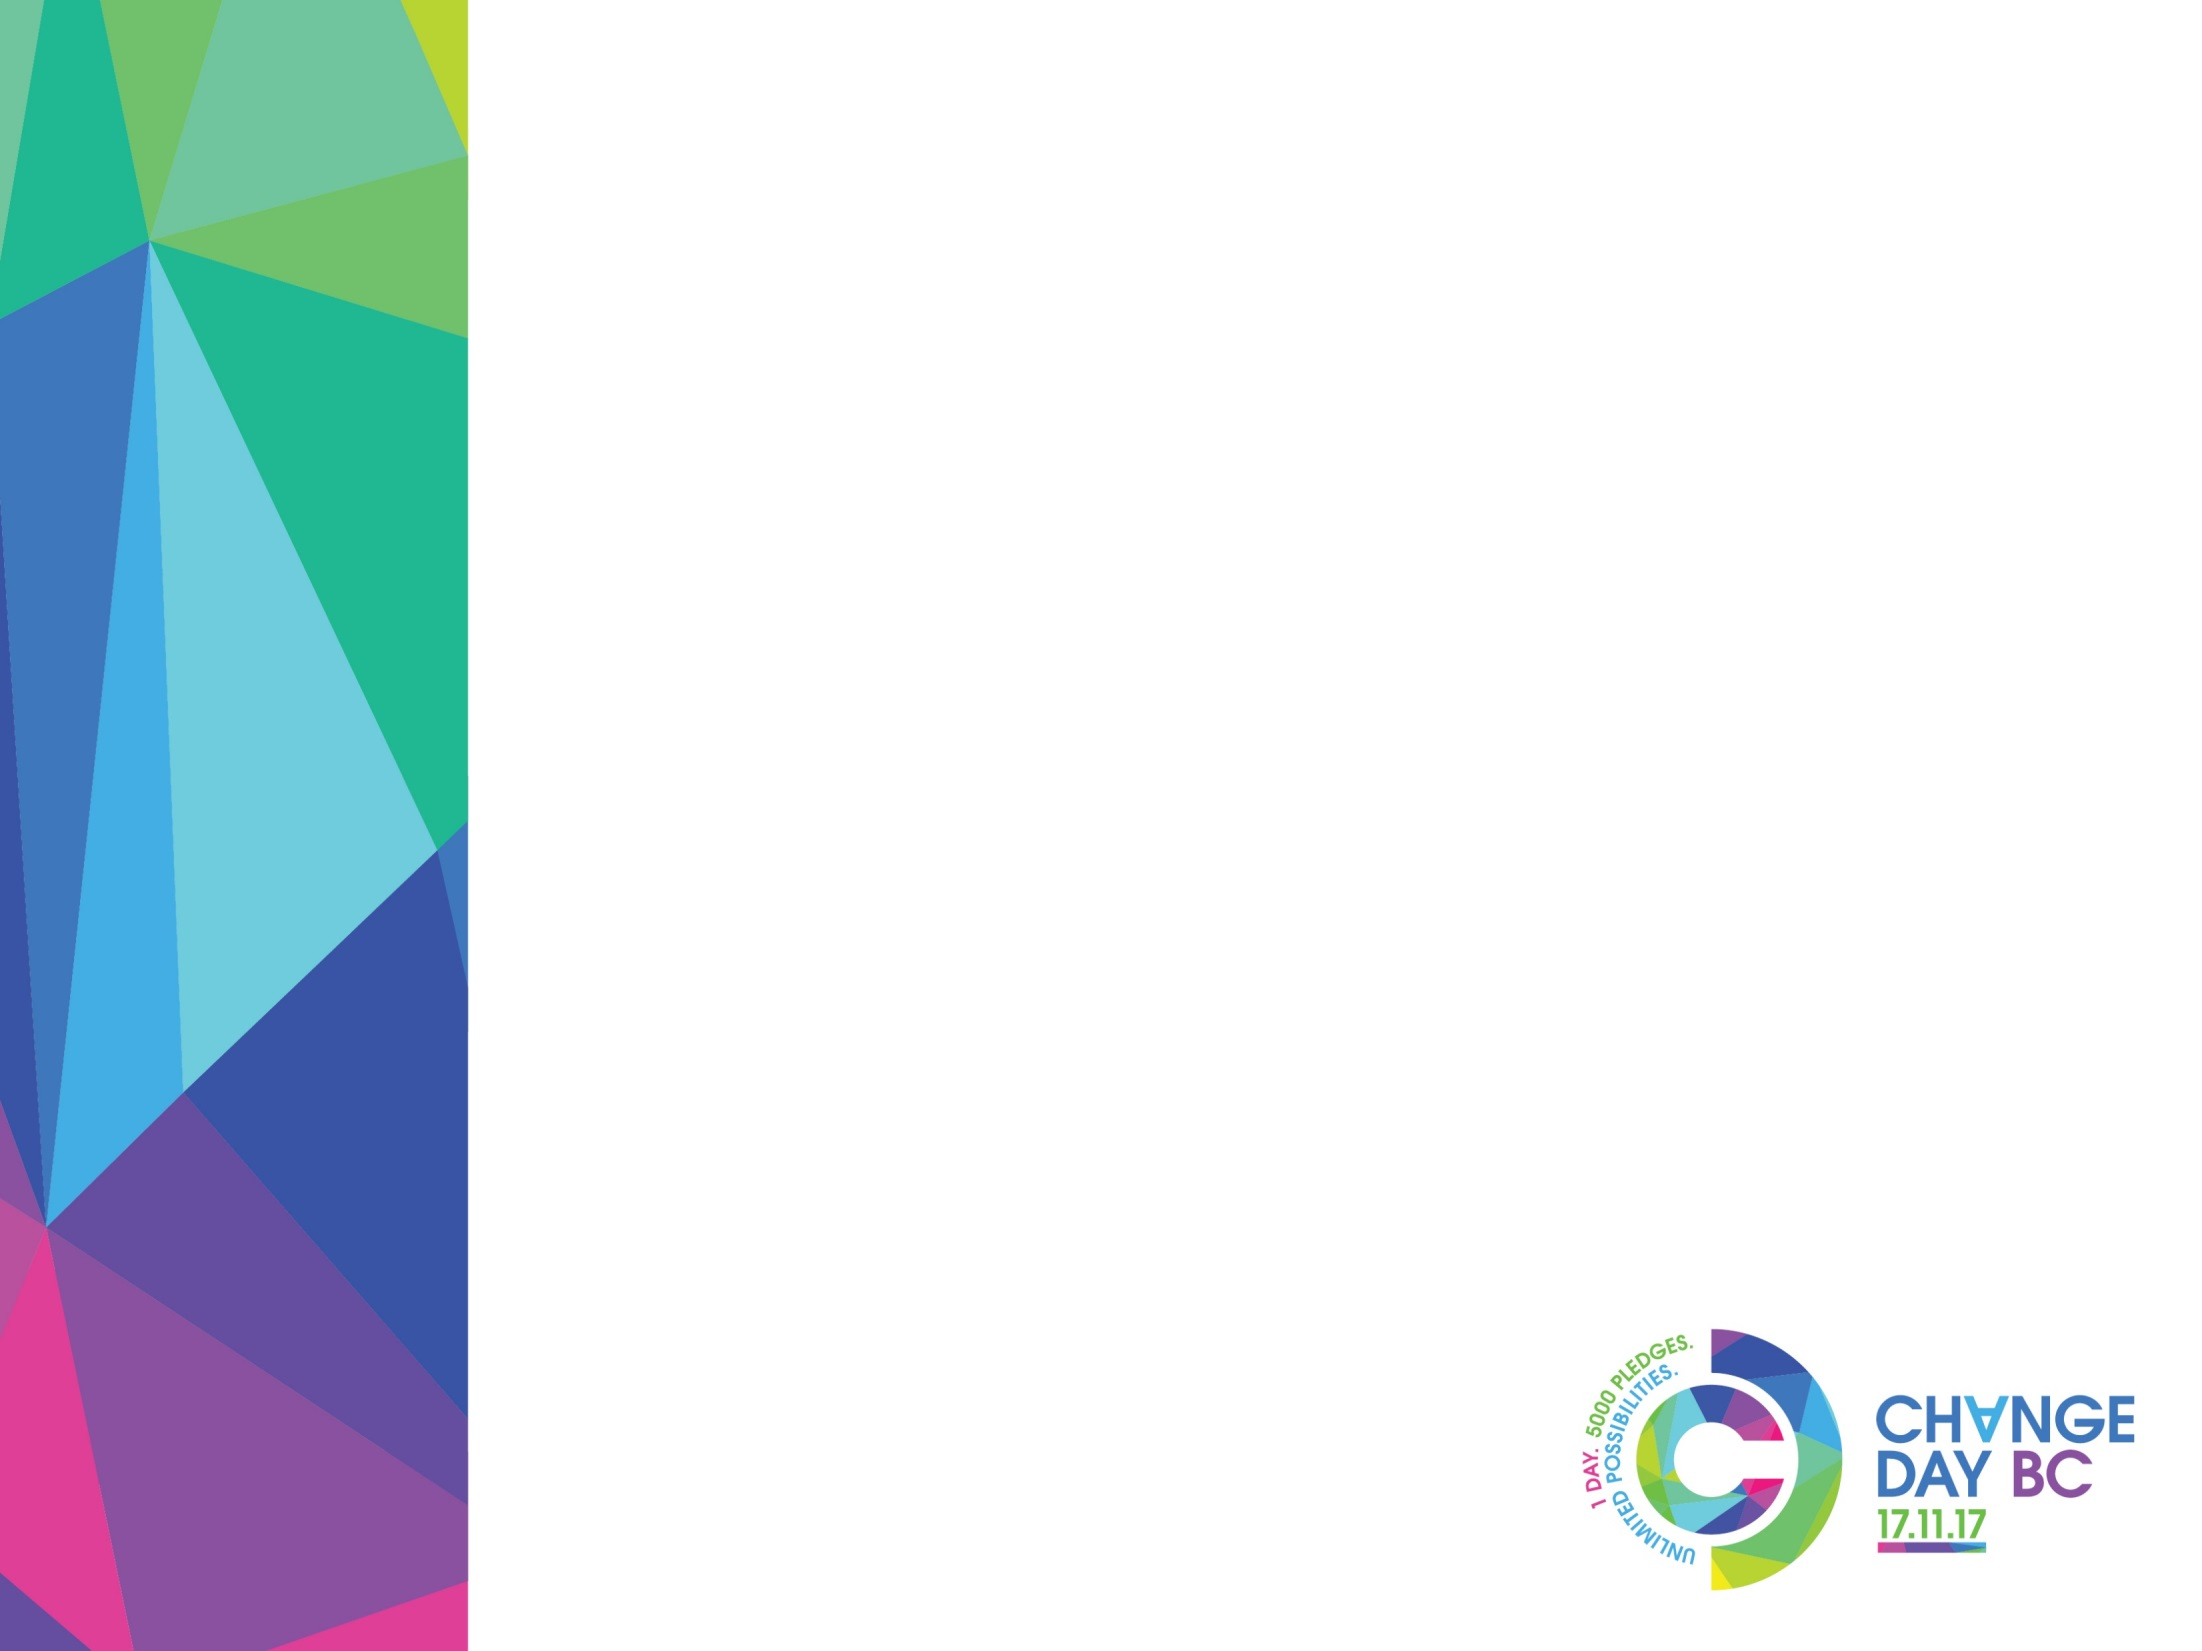 1 DAY. 5000 PLEDGES.
UNLIMITED POSSIBILITIES.
CHANGE
DAY BC
17.11.17